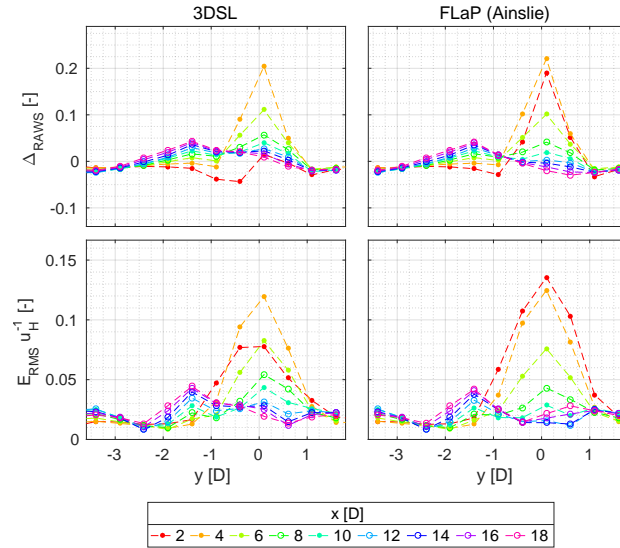 3DSL
FLaP (Ainslie)
Δ_RAWS [-]
0.2
0.1
0
-0.1
E_RMS u_H^-1 [-]
0.15
0.1
0.05
0
-3 -2 -1 0 1
-3 -2 -1 0 1
y [D]
y [D]
x [D]
2 4 6 8 10 12 14 16 18